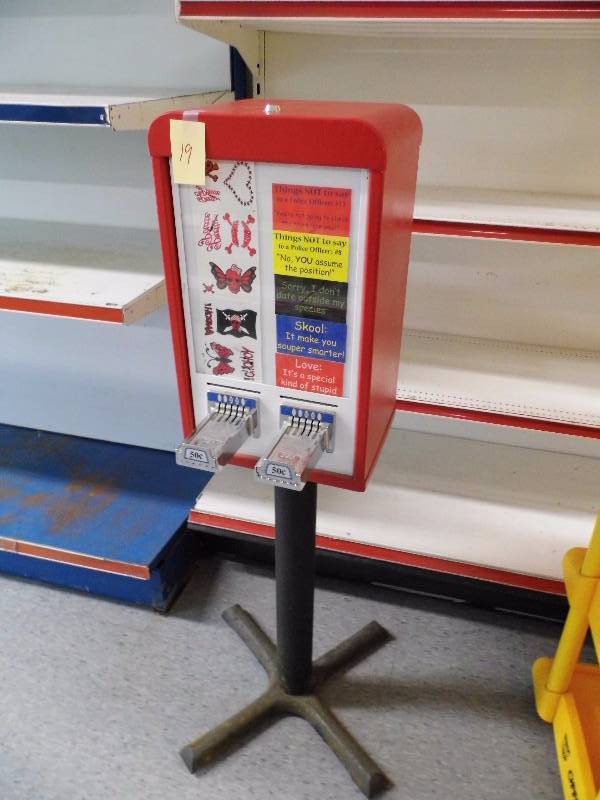 19
Things NOT to say
to a Police Officer: #11
Things NOT to say
to a Police Officer: #8
"No, YOU assume
the position!"
Sorry, I don't
date outside my
species
Skool:
It make you
souper smarter!
Love:
It's a special
kind of stupid
50¢
50¢